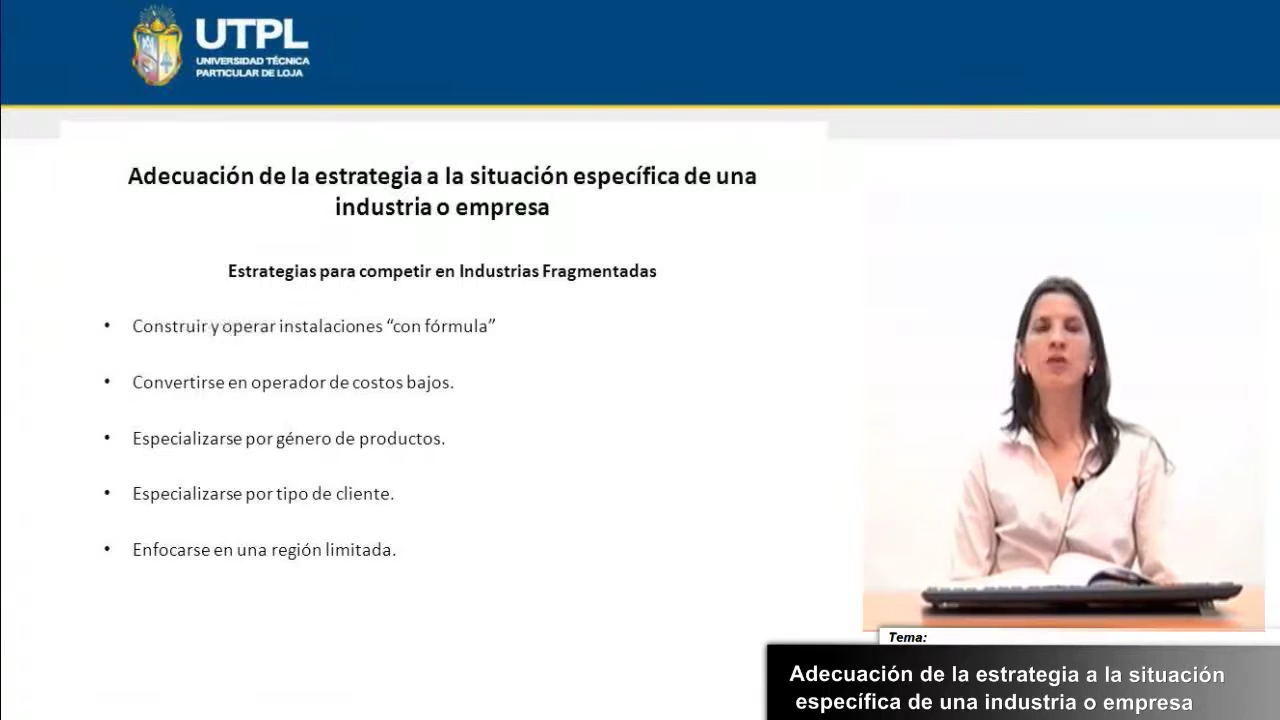 UTPL
UNIVERSIDAD TÉCNICA
PARTICULAR DE LOJA
Adecuación de la estrategia a la situación específica de una
industria o empresa
Estrategias para competir en Industrias Fragmentadas
• Construir y operar instalaciones “con fórmula”
• Convertirse en operador de costos bajos.
• Especializarse por género de productos.
• Especializarse por tipo de cliente.
• Enfocarse en una región limitada.
Tema:
Adecuación de la estrategia a la situación
específica de una industria o empresa